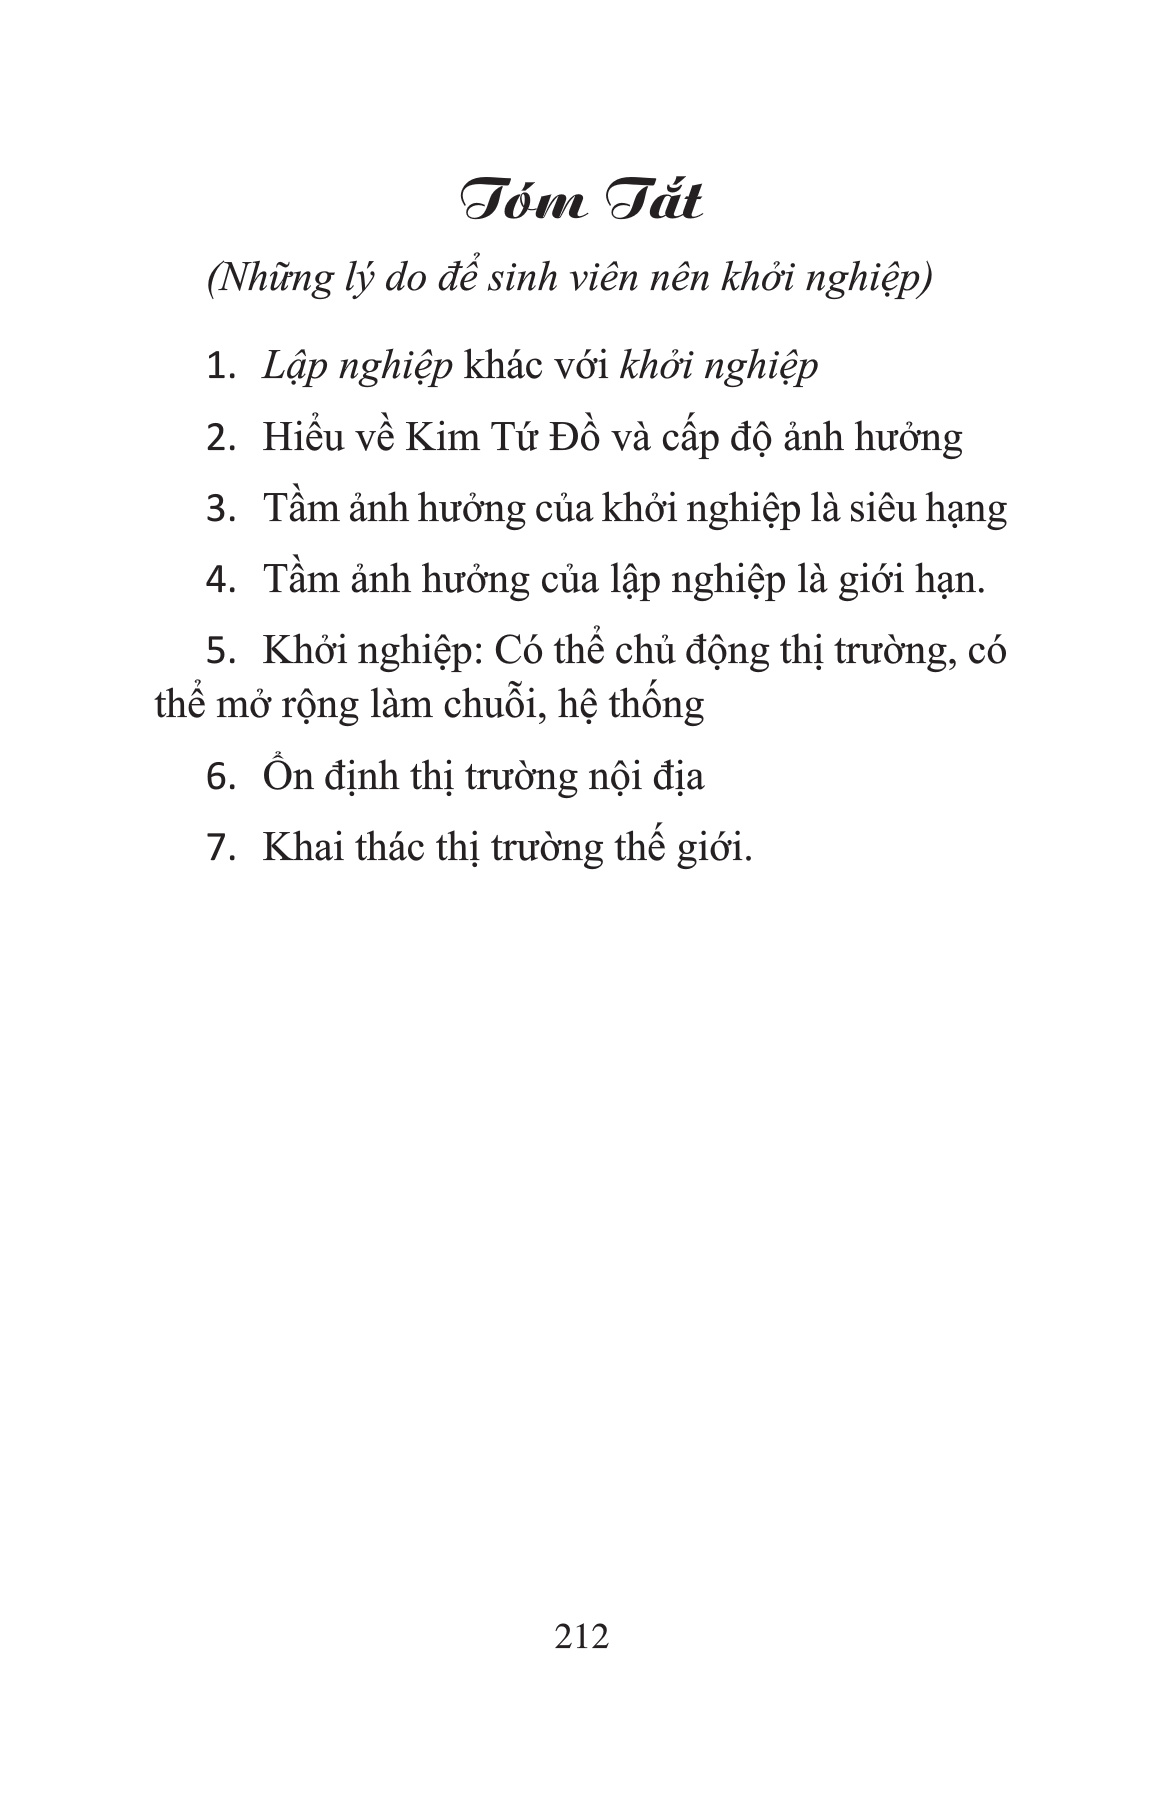 Tóm Tắt
(Những lý do để sinh viên nên khởi nghiệp)
1. Lập nghiệp khác với khởi nghiệp
2. Hiểu về Kim Tứ Đồ và cấp độ ảnh hưởng
3. Tầm ảnh hưởng của khởi nghiệp là siêu hạng
4. Tầm ảnh hưởng của lập nghiệp là giới hạn.
5. Khởi nghiệp: Có thể chủ động thị trường, có
thể mở rộng làm chuỗi, hệ thống
6. Ổn định thị trường nội địa
7. Khai thác thị trường thế giới.
212